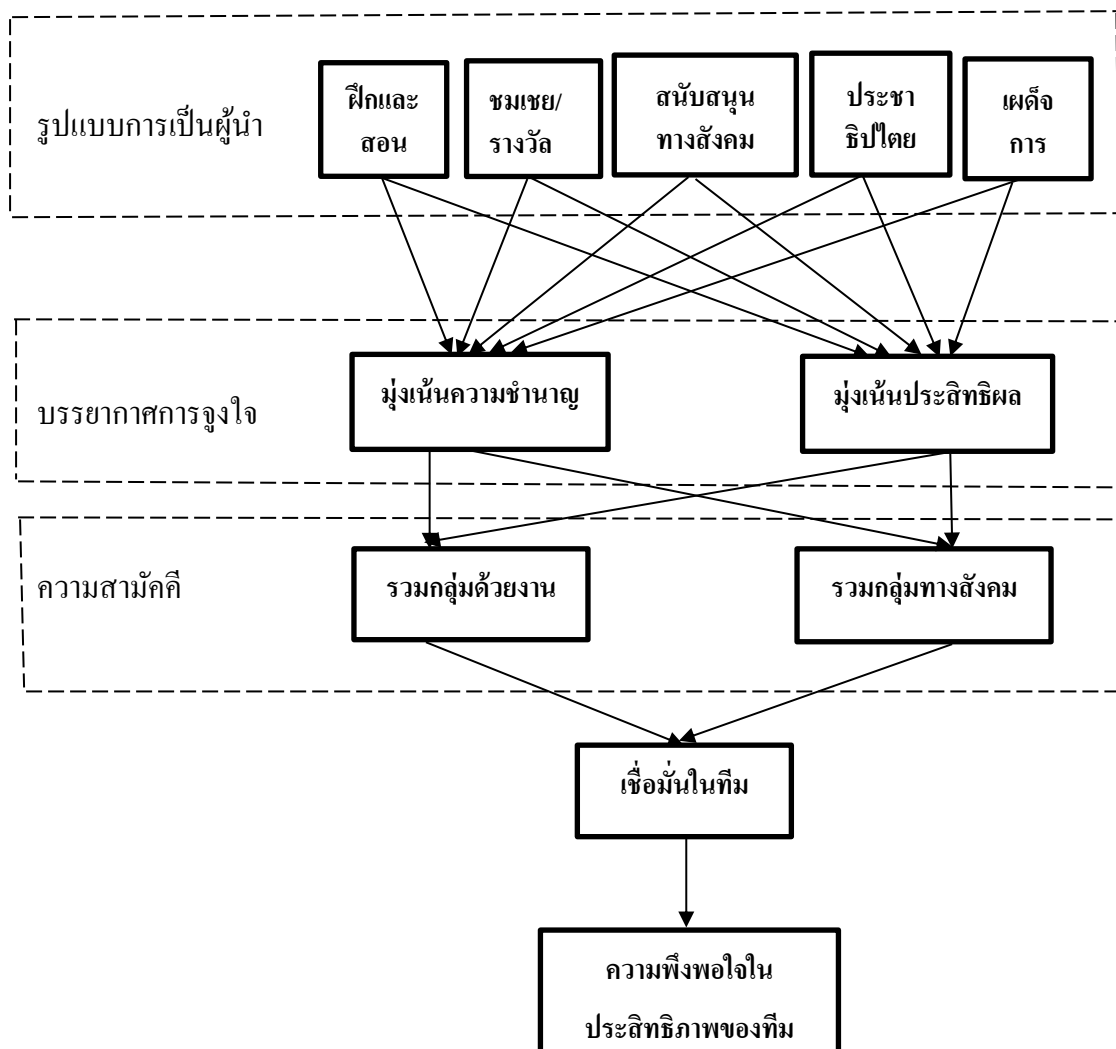 รูปแบบการเป็นผู้นำ
ฝึกและ
สอน
ชมเชย/
รางวัล
สนับสนุน
ทางสังคม
ประชา
ธิปไตย
เผด็จ
การ
บรรยากาศการจูงใจ
มุ่งเน้นความชำนาญ
มุ่งเน้นประสิทธิผล
ความสามัคคี
รวมกลุ่มด้วยงาน
รวมกลุ่มทางสังคม
เชื่อมั่นในทีม
ความพึงพอใจใน
ประสิทธิภาพของทีม